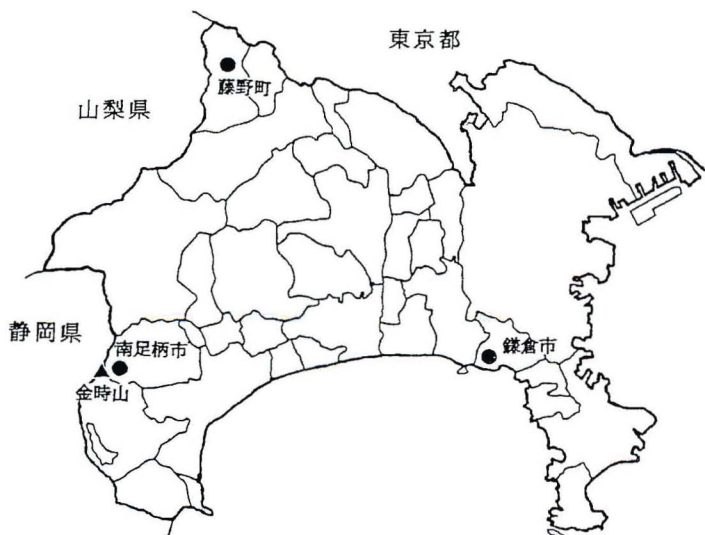 東京都
藤野町
山梨県
静岡県
南足柄市
金時山
鎌倉市